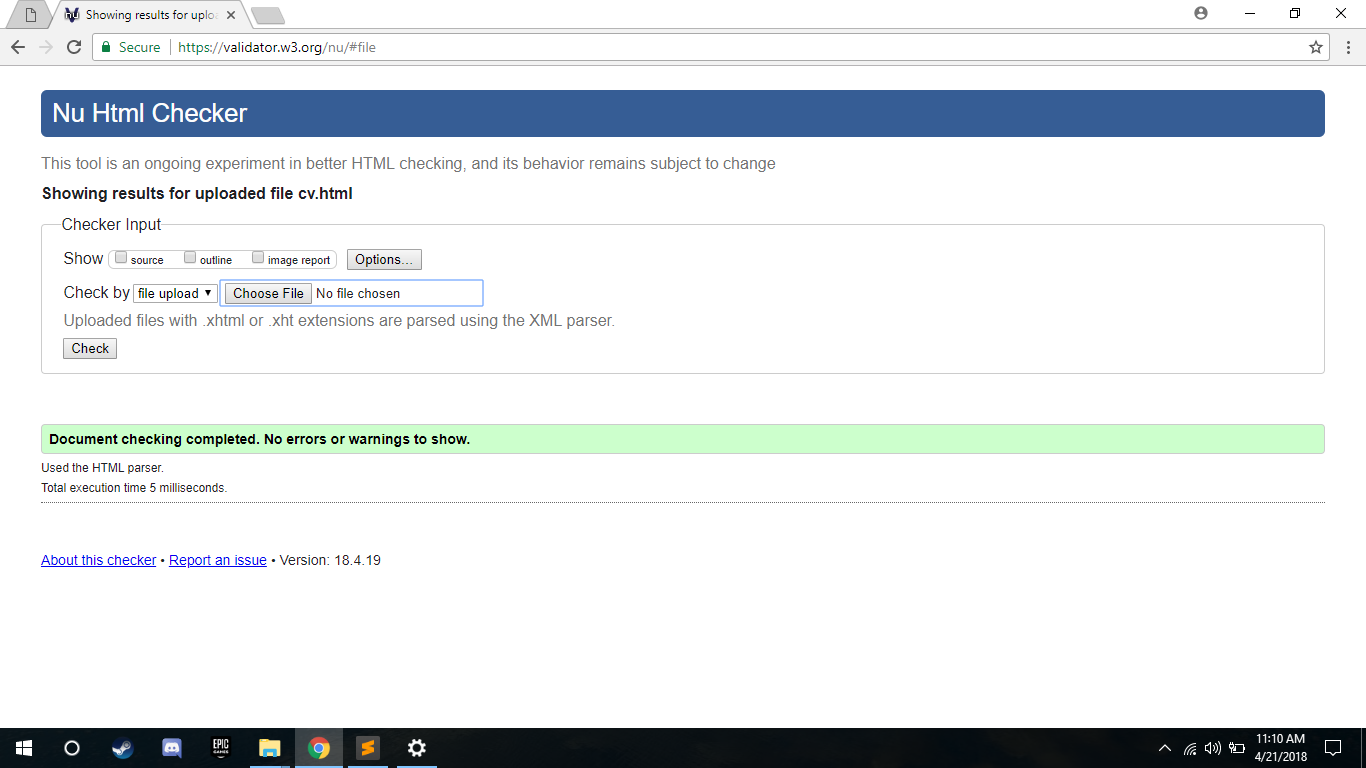 Showing results for uplo
Secure https://validator.w3.org/nu/#file
Nu Html Checker
This tool is an ongoing experiment in better HTML checking, and its behavior remains subject to change
Showing results for uploaded file cv.html
Checker Input
Show source outline image report Options...
Check by file upload Choose File No file chosen
Uploaded files with .xhtml or .xht extensions are parsed using the XML parser.
Check
Document checking completed. No errors or warnings to show.
Used the HTML parser.
Total execution time 5 milliseconds.
About this checker • Report an issue • Version: 18.4.19
EPIC
GAMES
11:10 AM
4/21/2018